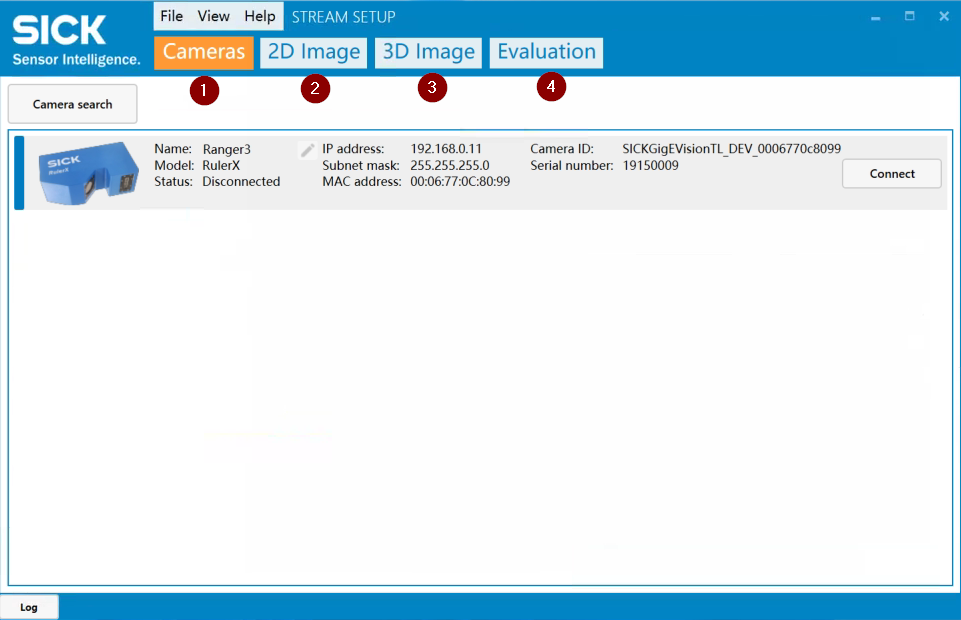 SICK
Sensor Intelligence.
File View Help STREAM SETUP
Cameras 2D Image 3D Image Evaluation
1 2 3 4
Camera search
SICK
RulerX
Name: Ranger3 IP address: 192.168.0.11 Camera ID: SICKGigEVisionTL_DEV_0006770c8099
Model: RulerX Subnet mask: 255.255.255.0 Serial number: 19150009
Status: Disconnected MAC address: 00:06:77:0C:80:99
Connect
Log